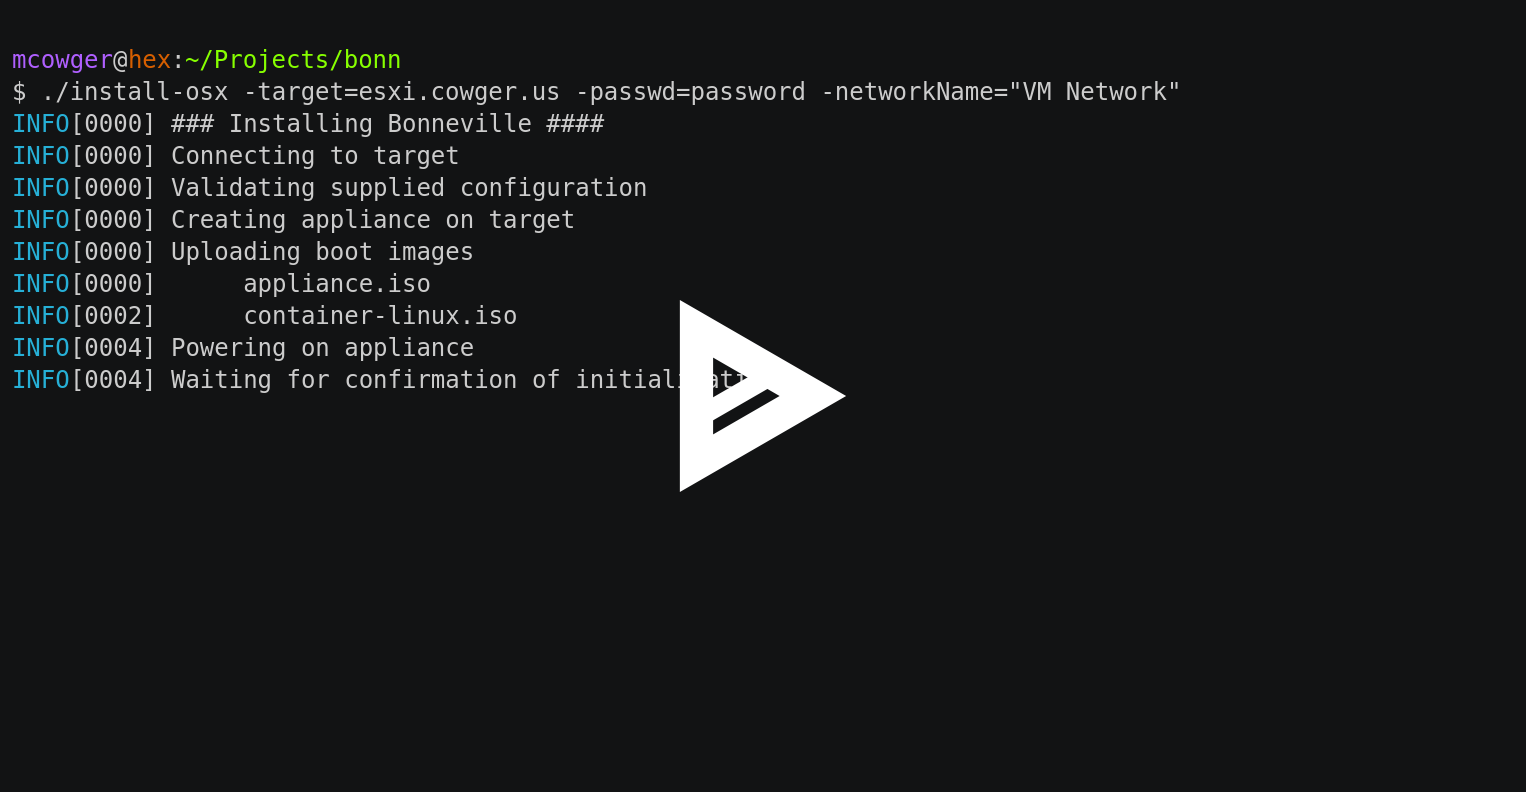 mcowger@hex:~/Projects/bonn
$ ./install-osx -target=esxi.cowger.us -passwd=password -networkName="VM Network"
INFO[0000] ### Installing Bonneville ####
INFO[0000] Connecting to target
INFO[0000] Validating supplied configuration
INFO[0000] Creating appliance on target
INFO[0000] Uploading boot images
INFO[0000]      appliance.iso
INFO[0002]      container-linux.iso
INFO[0004] Powering on appliance
INFO[0004] Waiting for confirmation of